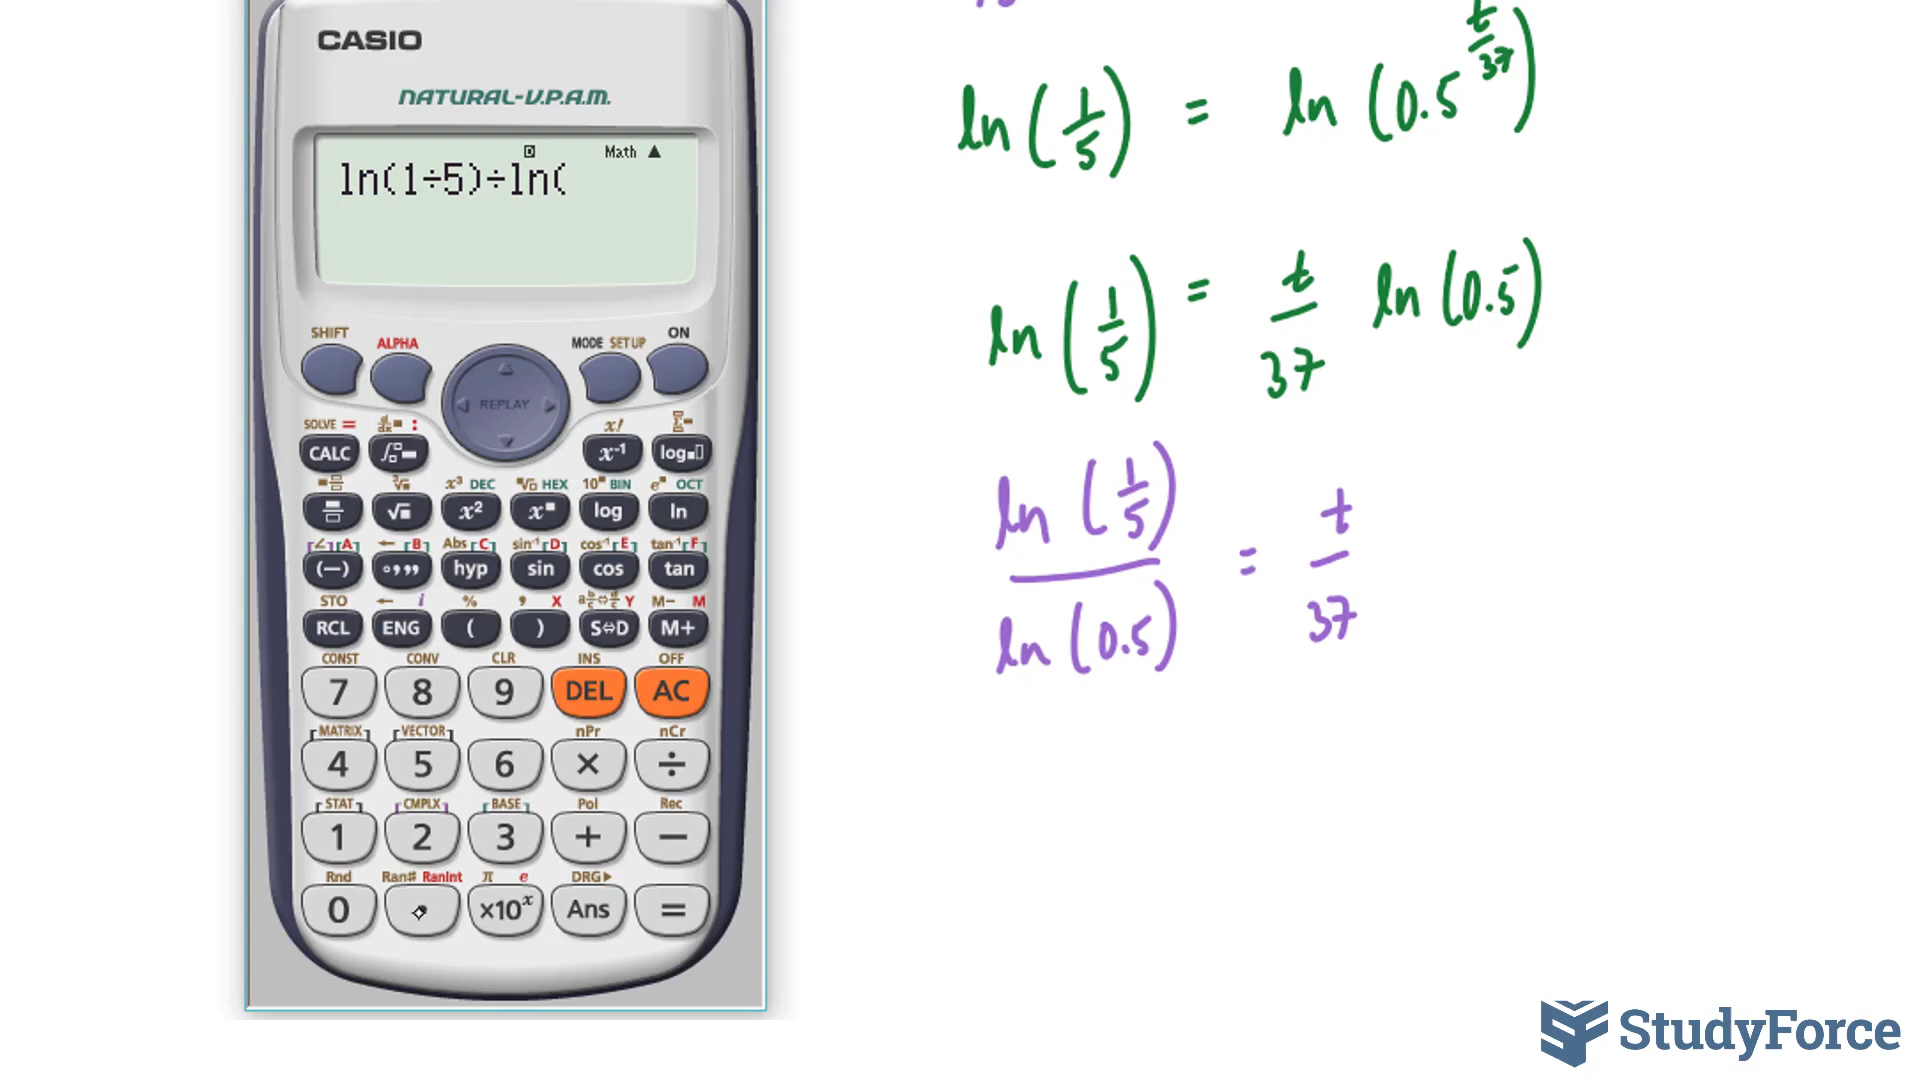 CASIO
NATURAL-V.P.A.M.
D Math ▲
ln(1÷5)÷ln(
SHIFT ALPHA MODE SETUP ON
REPLAY
SOLVE = d/dx : x! Σ
CALC ∫ x⁻¹ log
x³ DEC HEX 10 BIN e OCT
√ x² x log ln
∠ A ← B Abs C sin⁻¹ D cos⁻¹ E tan⁻¹ F
(−) ° , ,, hyp sin cos tan
STO ← i % , X a b/c⇔d/c Y M− M
RCL ENG ( ) S⇔D M+
CONST CONV CLR INS OFF
7 8 9 DEL AC
MATRIX VECTOR nPr nCr
4 5 6 × ÷
STAT CMPLX BASE Pol Rec
1 2 3 + −
Rnd Ran# RanInt π e DRG▶
0 ×10ˣ Ans =
ln(1/5) = ln(0.5^(t/37))
ln(1/5) = t/37 ln(0.5)
ln(1/5)/ln(0.5) = t/37
StudyForce